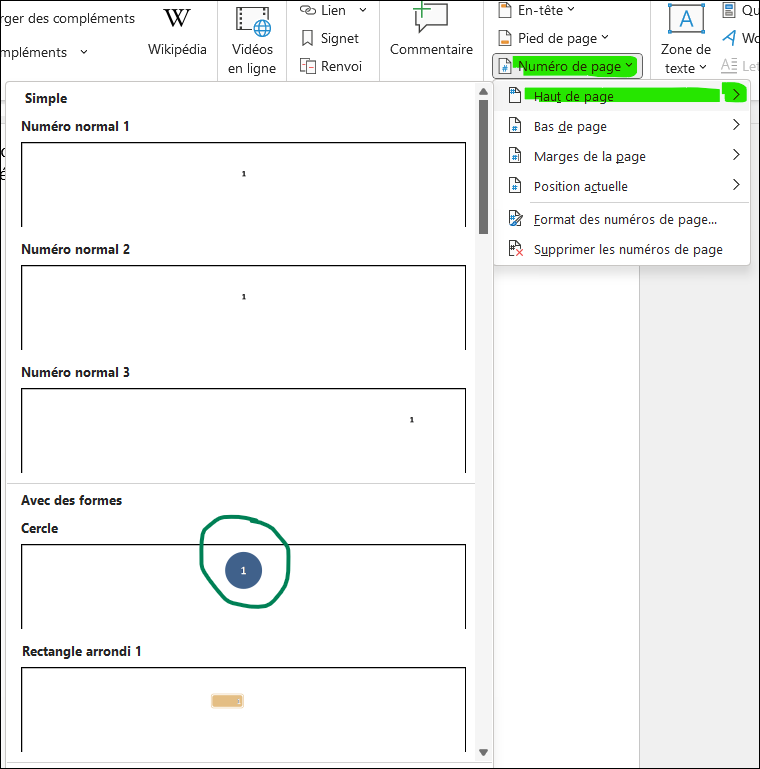 rger des compléments
mpléments
Wikipédia
Vidéos
en ligne
Lien
Signet
Renvoi
Commentaire
En-tête
Pied de page
Numéro de page
Zone de
texte
A
Qu
Wo
Let
Haut de page
Bas de page
Marges de la page
Position actuelle
Format des numéros de page...
Supprimer les numéros de page
Simple
Numéro normal 1
1
Numéro normal 2
1
Numéro normal 3
1
Avec des formes
Cercle
1
Rectangle arrondi 1